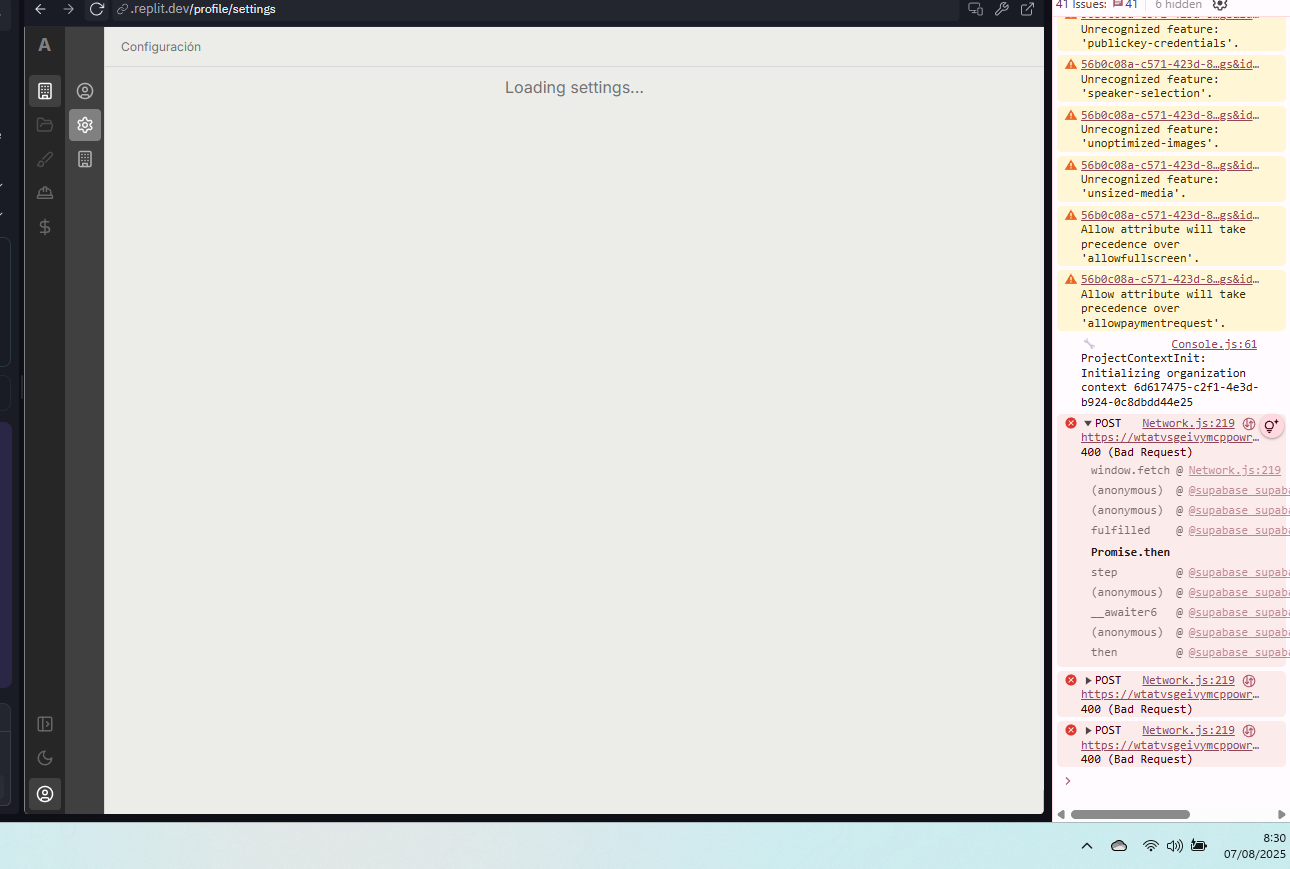 .replit.dev/profile/settings
A
Configuración
Loading settings...
41 Issues: 41 6 hidden
Unrecognized feature:
'publickey-credentials'.
56b0c08a-c571-423d-8…gs&id…
Unrecognized feature:
'speaker-selection'.
56b0c08a-c571-423d-8…gs&id…
Unrecognized feature:
'unoptimized-images'.
56b0c08a-c571-423d-8…gs&id…
Unrecognized feature:
'unsized-media'.
56b0c08a-c571-423d-8…gs&id…
Allow attribute will take
precedence over
'allowfullscreen'.
56b0c08a-c571-423d-8…gs&id…
Allow attribute will take
precedence over
'allowpaymentrequest'.
Console.js:61
ProjectContextInit:
Initializing organization
context 6d617475-c2f1-4e3d-
b924-0c8dbdd44e25
POST Network.js:219
https://wtatvsgeivymcppowr…
400 (Bad Request)
window.fetch @ Network.js:219
(anonymous) @ @supabase_supaba
(anonymous) @ @supabase_supaba
fulfilled @ @supabase_supaba
Promise.then
step @ @supabase_supaba
(anonymous) @ @supabase_supaba
__awaiter6 @ @supabase_supaba
(anonymous) @ @supabase_supaba
then @ @supabase_supaba
POST Network.js:219
https://wtatvsgeivymcppowr…
400 (Bad Request)
POST Network.js:219
https://wtatvsgeivymcppowr…
400 (Bad Request)
8:30
07/08/2025